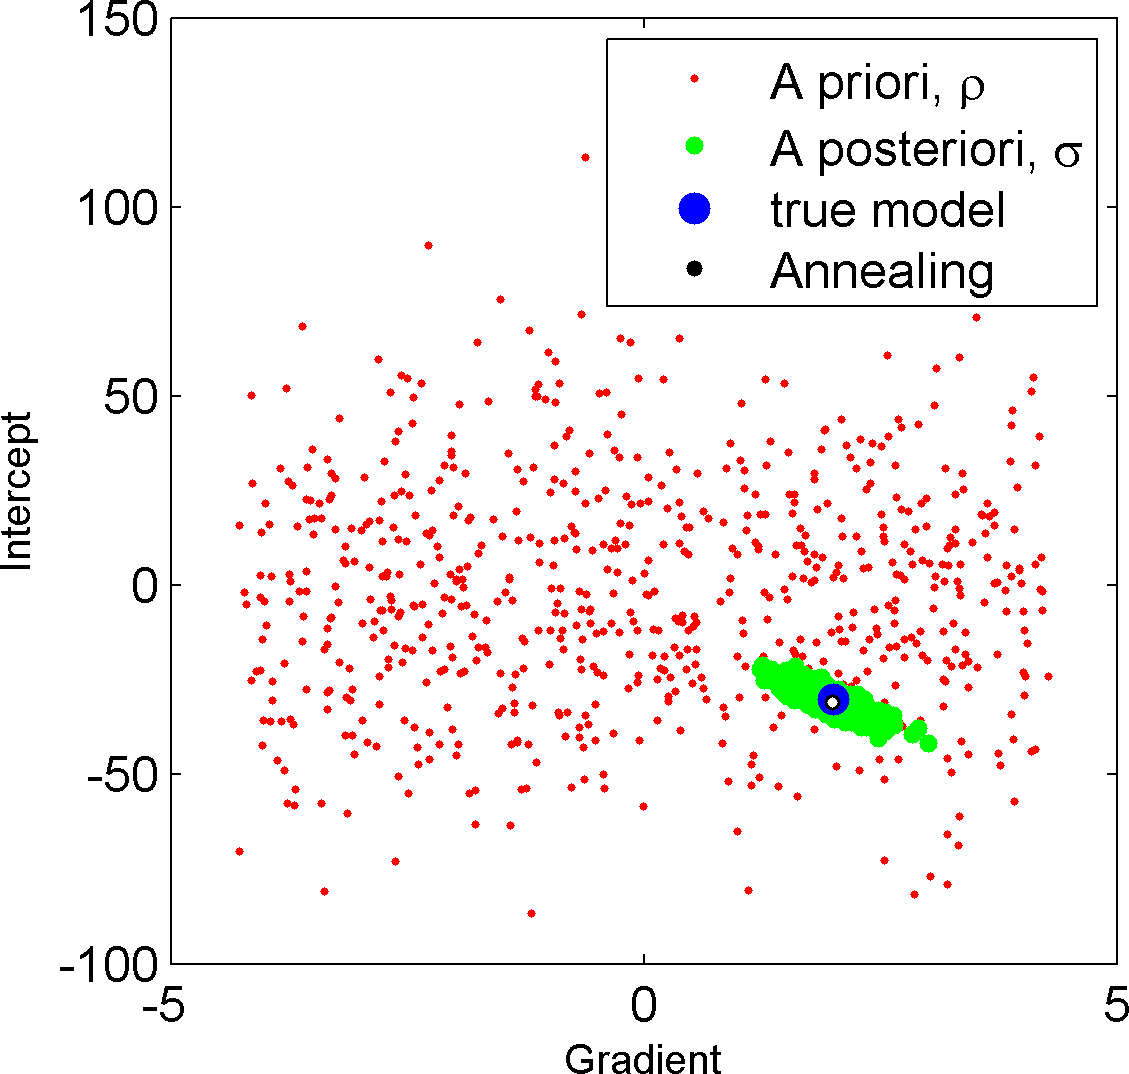 150
100
50
0
-50
-100
-5
0
5
Intercept
Gradient
A priori, ρ
A posteriori, σ
true model
Annealing